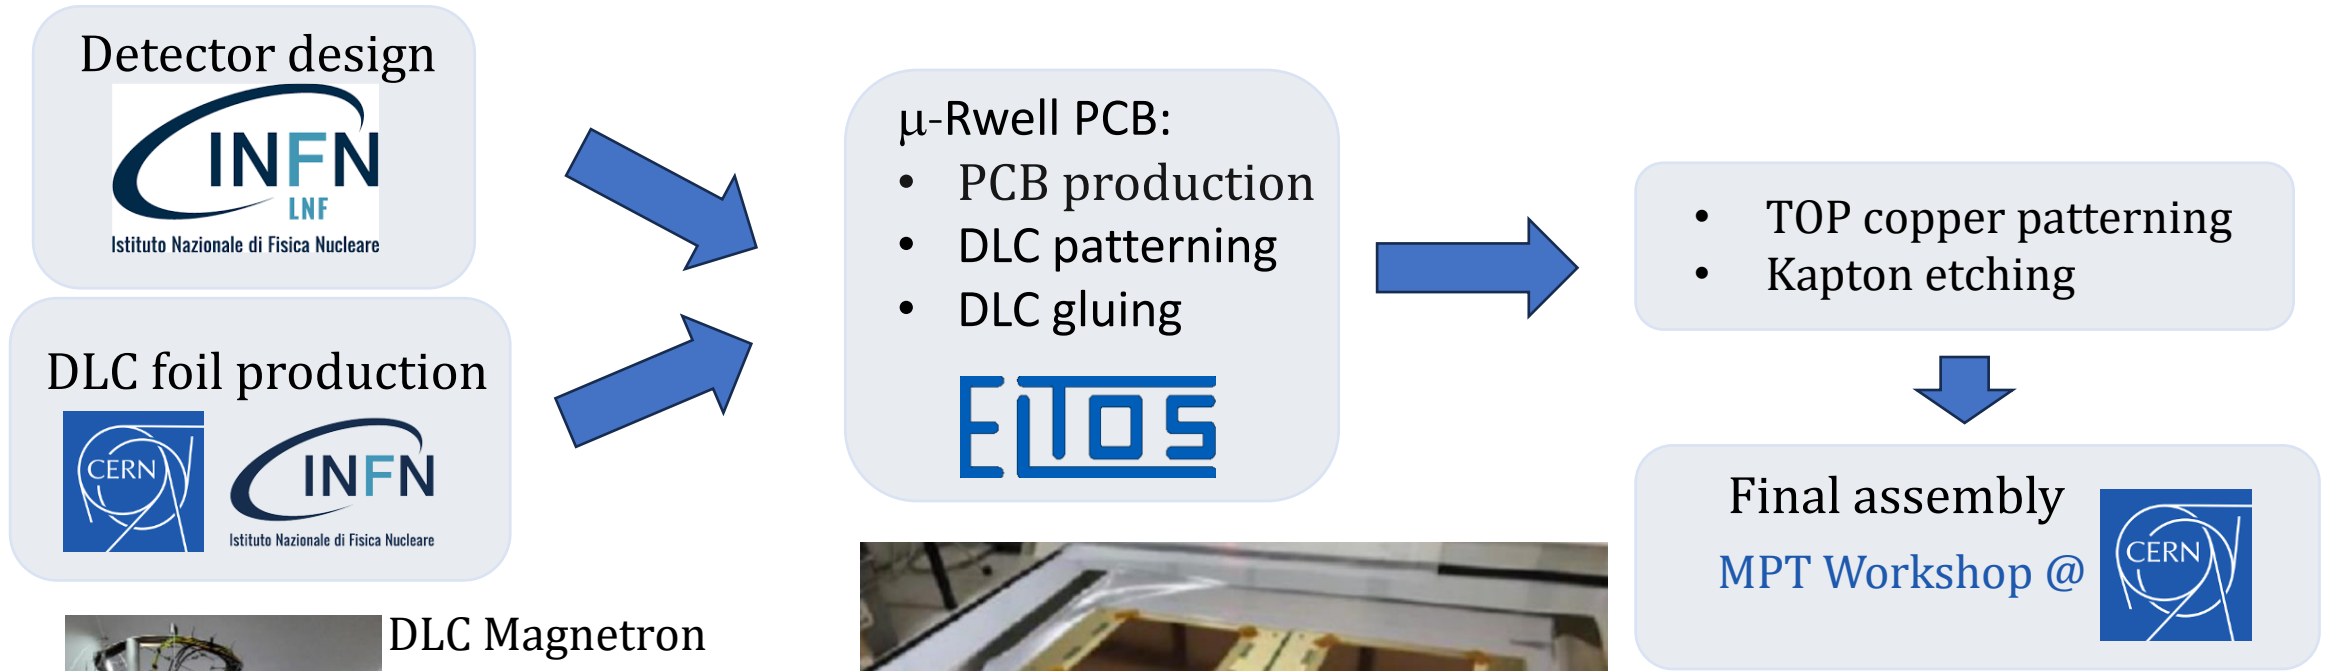 Detector design
INFN
LNF
Istituto Nazionale di Fisica Nucleare
DLC foil production
CERN
INFN
Istituto Nazionale di Fisica Nucleare
DLC Magnetron
μ-Rwell PCB:
• PCB production
• DLC patterning
• DLC gluing
ELTOS
• TOP copper patterning
• Kapton etching
Final assembly
MPT Workshop @
CERN